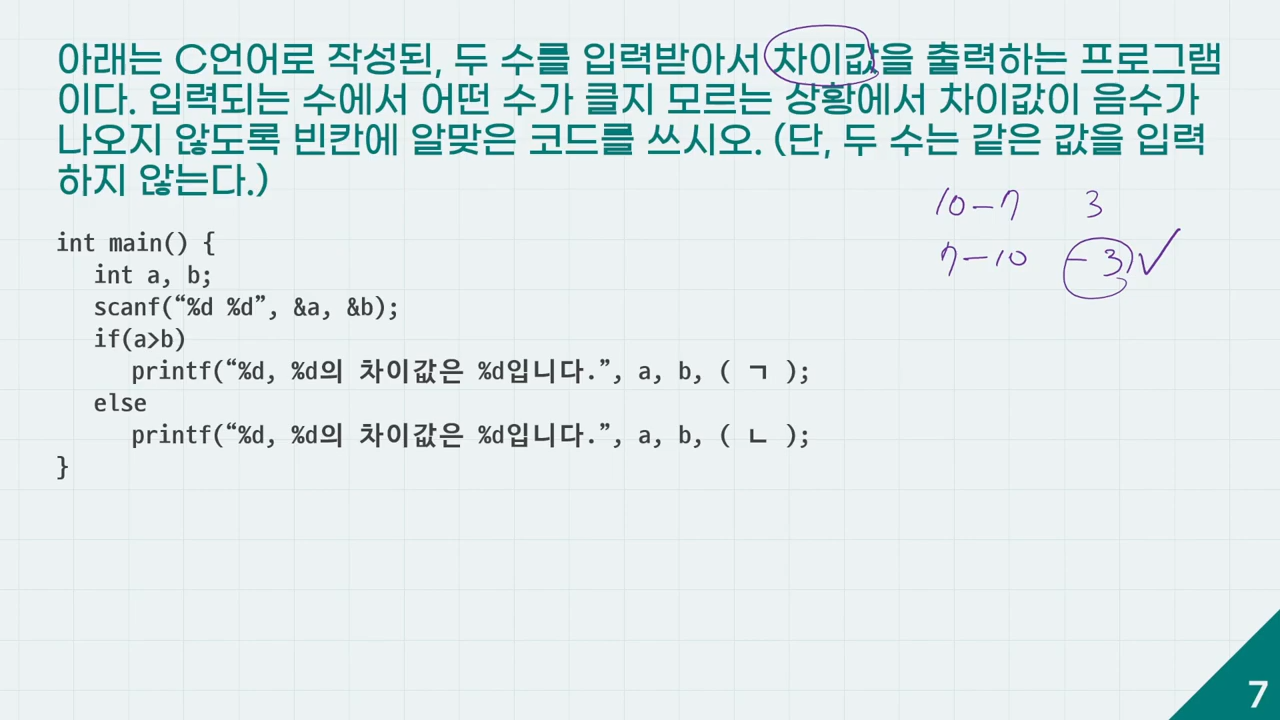 아래는 C언어로 작성된, 두 수를 입력받아서 차이값을 출력하는 프로그램
이다. 입력되는 수에서 어떤 수가 클지 모르는 상황에서 차이값이 음수가
나오지 않도록 빈칸에 알맞은 코드를 쓰시오. (단, 두 수는 같은 값을 입력
하지 않는다.)
10-7 3
7-10 -3
int main() {
int a, b;
scanf(“%d %d”, &a, &b);
if(a>b)
printf(“%d, %d의 차이값은 %d입니다.”, a, b, ( ㄱ );
else
printf(“%d, %d의 차이값은 %d입니다.”, a, b, ( ㄴ );
}
7